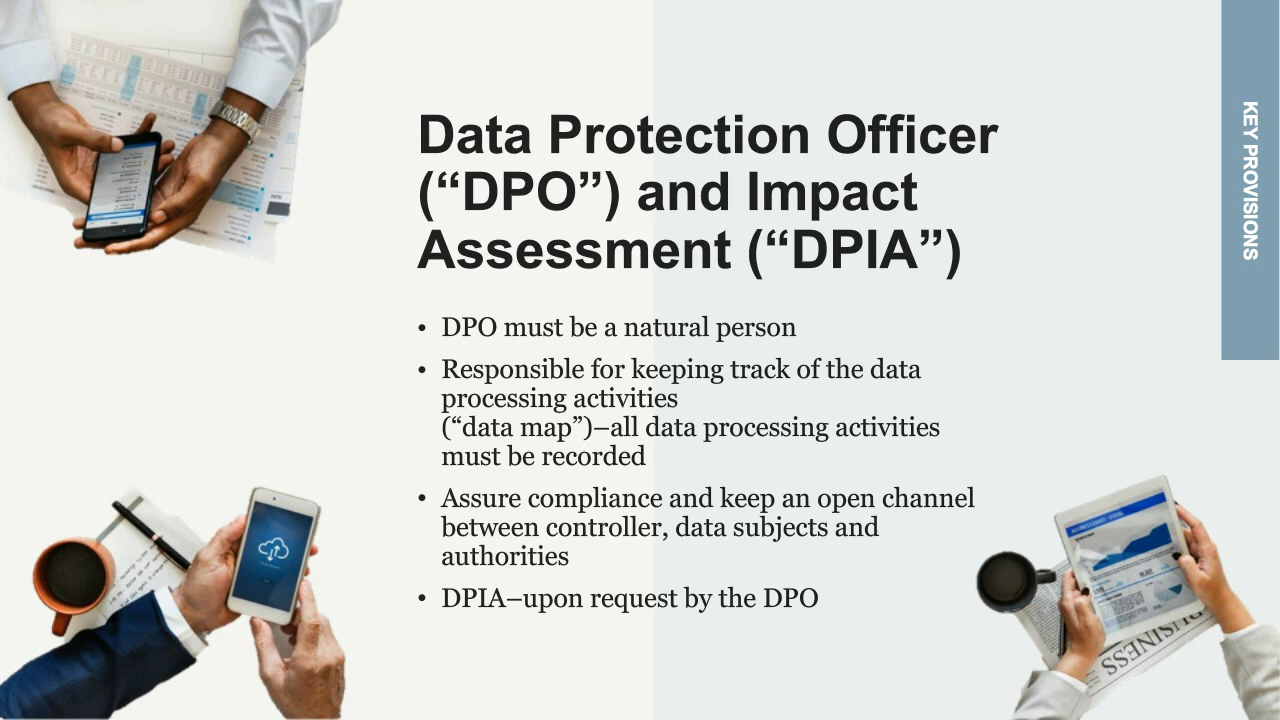 Data Protection Officer
(“DPO”) and Impact
Assessment (“DPIA”)
• DPO must be a natural person
• Responsible for keeping track of the data
processing activities
(“data map”)–all data processing activities
must be recorded
• Assure compliance and keep an open channel
between controller, data subjects and
authorities
• DPIA–upon request by the DPO
KEY PROVISIONS
BUSINESS